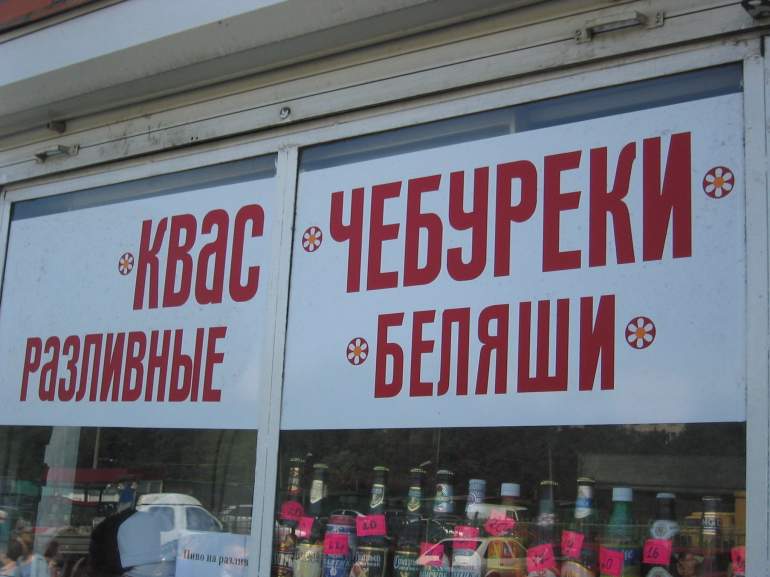 КВас
Разливные
ЧЕБУРЕКИ
БЕЛЯШИ
Пиво на разлив